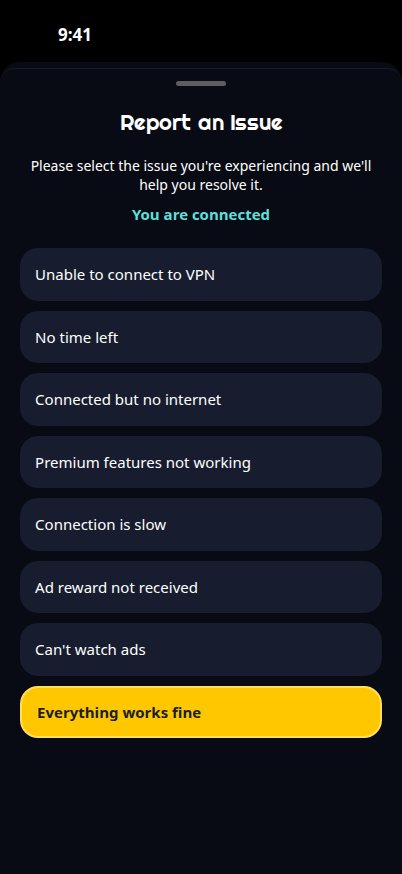 9:41
Report an Issue
Please select the issue you're experiencing and we'll
help you resolve it.
You are connected
Unable to connect to VPN
No time left
Connected but no internet
Premium features not working
Connection is slow
Ad reward not received
Can't watch ads
Everything works fine